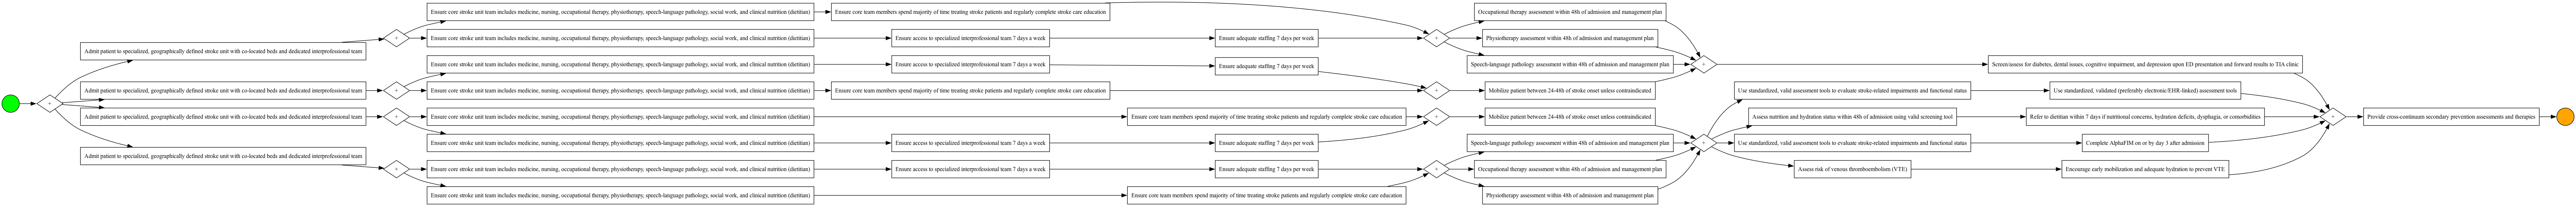 Ensure core stroke unit team includes medicine, nursing, occupational therapy, physiotherapy, speech-language pathology, social work, and clinical nutrition (dietitian)
Ensure core team members spend majority of time treating stroke patients and regularly complete stroke care education
Occupational therapy assessment within 48h of admission and management plan
+
Ensure core stroke unit team includes medicine, nursing, occupational therapy, physiotherapy, speech-language pathology, social work, and clinical nutrition (dietitian)
Ensure access to specialized interprofessional team 7 days a week
Ensure adequate staffing 7 days per week
+
Physiotherapy assessment within 48h of admission and management plan
Admit patient to specialized, geographically defined stroke unit with co-located beds and dedicated interprofessional team
Ensure core stroke unit team includes medicine, nursing, occupational therapy, physiotherapy, speech-language pathology, social work, and clinical nutrition (dietitian)
Ensure access to specialized interprofessional team 7 days a week
Ensure adequate staffing 7 days per week
Speech-language pathology assessment within 48h of admission and management plan
+
Screen/assess for diabetes, dental issues, cognitive impairment, and depression upon ED presentation and forward results to TIA clinic
Admit patient to specialized, geographically defined stroke unit with co-located beds and dedicated interprofessional team
+
Ensure core stroke unit team includes medicine, nursing, occupational therapy, physiotherapy, speech-language pathology, social work, and clinical nutrition (dietitian)
Ensure core team members spend majority of time treating stroke patients and regularly complete stroke care education
+
Mobilize patient between 24-48h of stroke onset unless contraindicated
Use standardized, valid assessment tools to evaluate stroke-related impairments and functional status
Use standardized, validated (preferably electronic/EHR-linked) assessment tools
+
Admit patient to specialized, geographically defined stroke unit with co-located beds and dedicated interprofessional team
+
Ensure core stroke unit team includes medicine, nursing, occupational therapy, physiotherapy, speech-language pathology, social work, and clinical nutrition (dietitian)
Ensure core team members spend majority of time treating stroke patients and regularly complete stroke care education
+
Mobilize patient between 24-48h of stroke onset unless contraindicated
Assess nutrition and hydration status within 48h of admission using valid screening tool
Refer to dietitian within 7 days if nutritional concerns, hydration deficits, dysphagia, or comorbidities
+
Provide cross-continuum secondary prevention assessments and therapies
Ensure core stroke unit team includes medicine, nursing, occupational therapy, physiotherapy, speech-language pathology, social work, and clinical nutrition (dietitian)
Ensure access to specialized interprofessional team 7 days a week
Ensure adequate staffing 7 days per week
Speech-language pathology assessment within 48h of admission and management plan
+
Use standardized, valid assessment tools to evaluate stroke-related impairments and functional status
Complete AlphaFIM on or by day 3 after admission
Admit patient to specialized, geographically defined stroke unit with co-located beds and dedicated interprofessional team
+
Ensure core stroke unit team includes medicine, nursing, occupational therapy, physiotherapy, speech-language pathology, social work, and clinical nutrition (dietitian)
Ensure access to specialized interprofessional team 7 days a week
Ensure adequate staffing 7 days per week
+
Occupational therapy assessment within 48h of admission and management plan
Assess risk of venous thromboembolism (VTE)
Encourage early mobilization and adequate hydration to prevent VTE
Ensure core stroke unit team includes medicine, nursing, occupational therapy, physiotherapy, speech-language pathology, social work, and clinical nutrition (dietitian)
Ensure core team members spend majority of time treating stroke patients and regularly complete stroke care education
Physiotherapy assessment within 48h of admission and management plan